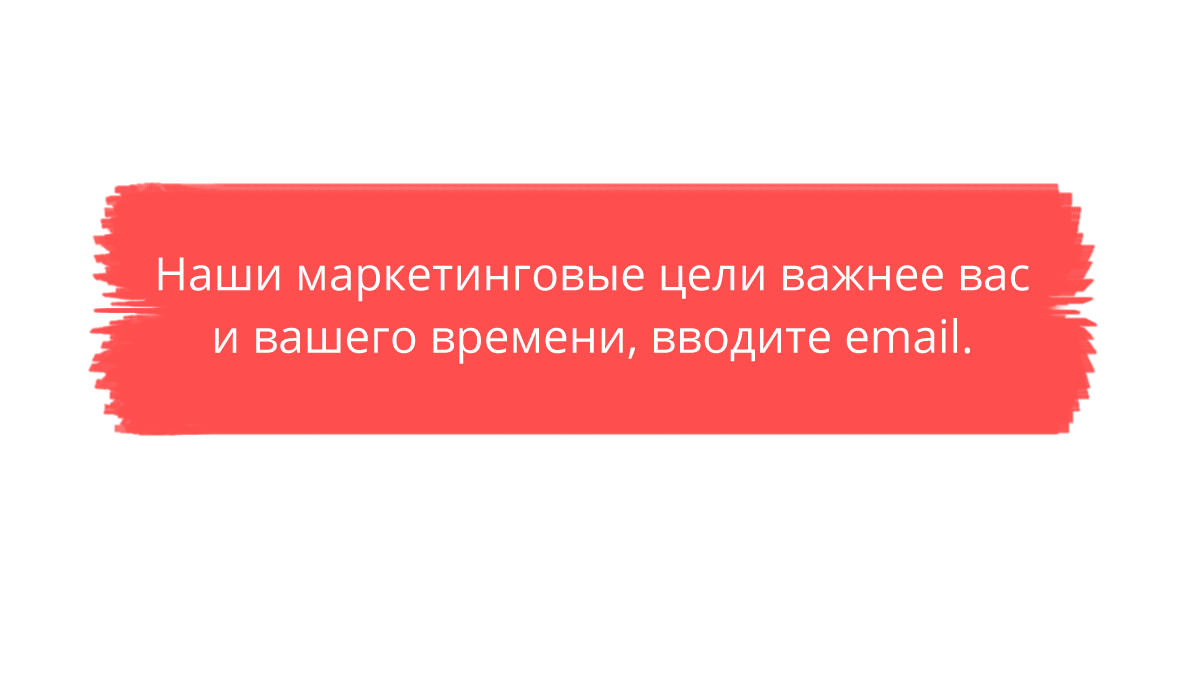 Наши маркетинговые цели важнее вас
и вашего времени, вводите email.